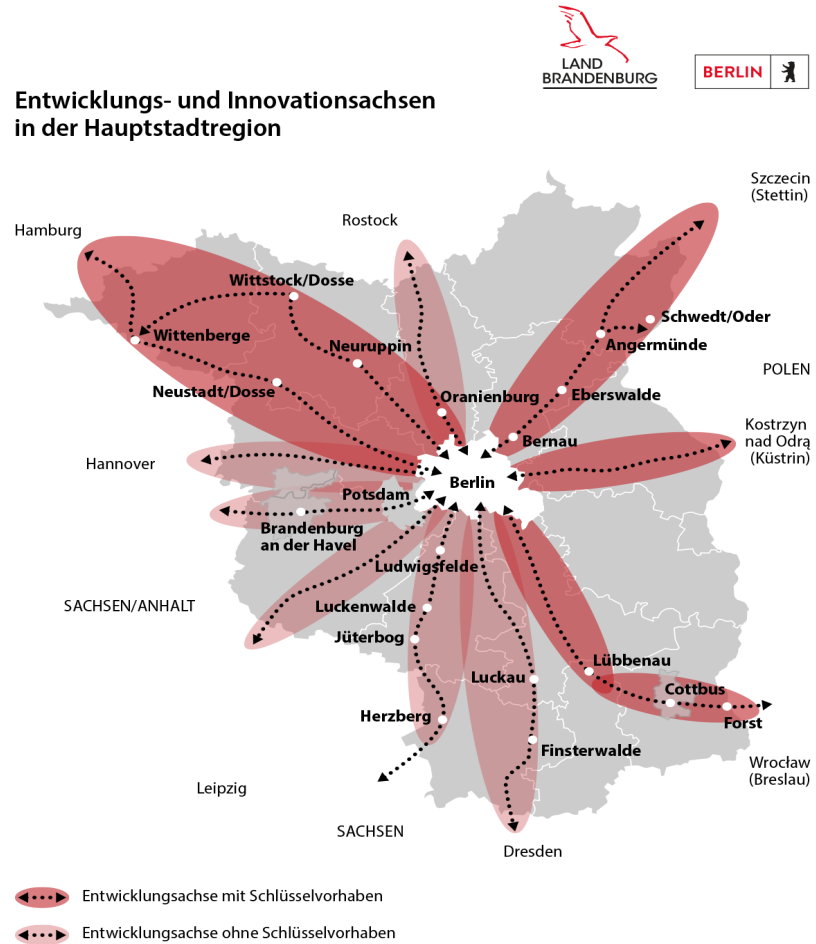 LAND
BRANDENBURG
BERLIN
Entwicklungs- und Innovationsachsen
in der Hauptstadtregion
Szczecin
(Stettin)
Rostock
Hamburg
Wittstock/Dosse
Schwedt/Oder
Wittenberge
Angermünde
Neuruppin
POLEN
Neustadt/Dosse
Eberswalde
Oranienburg
Kostrzyn
nad Odrą
(Küstrin)
Bernau
Hannover
Berlin
Potsdam
Brandenburg
an der Havel
Ludwigsfelde
SACHSEN/ANHALT
Luckenwalde
Jüterbog
Lübbenau
Luckau
Cottbus
Herzberg
Forst
Finsterwalde
Wrocław
(Breslau)
Leipzig
SACHSEN
Dresden
Entwicklungsachse mit Schlüsselvorhaben
Entwicklungsachse ohne Schlüsselvorhaben